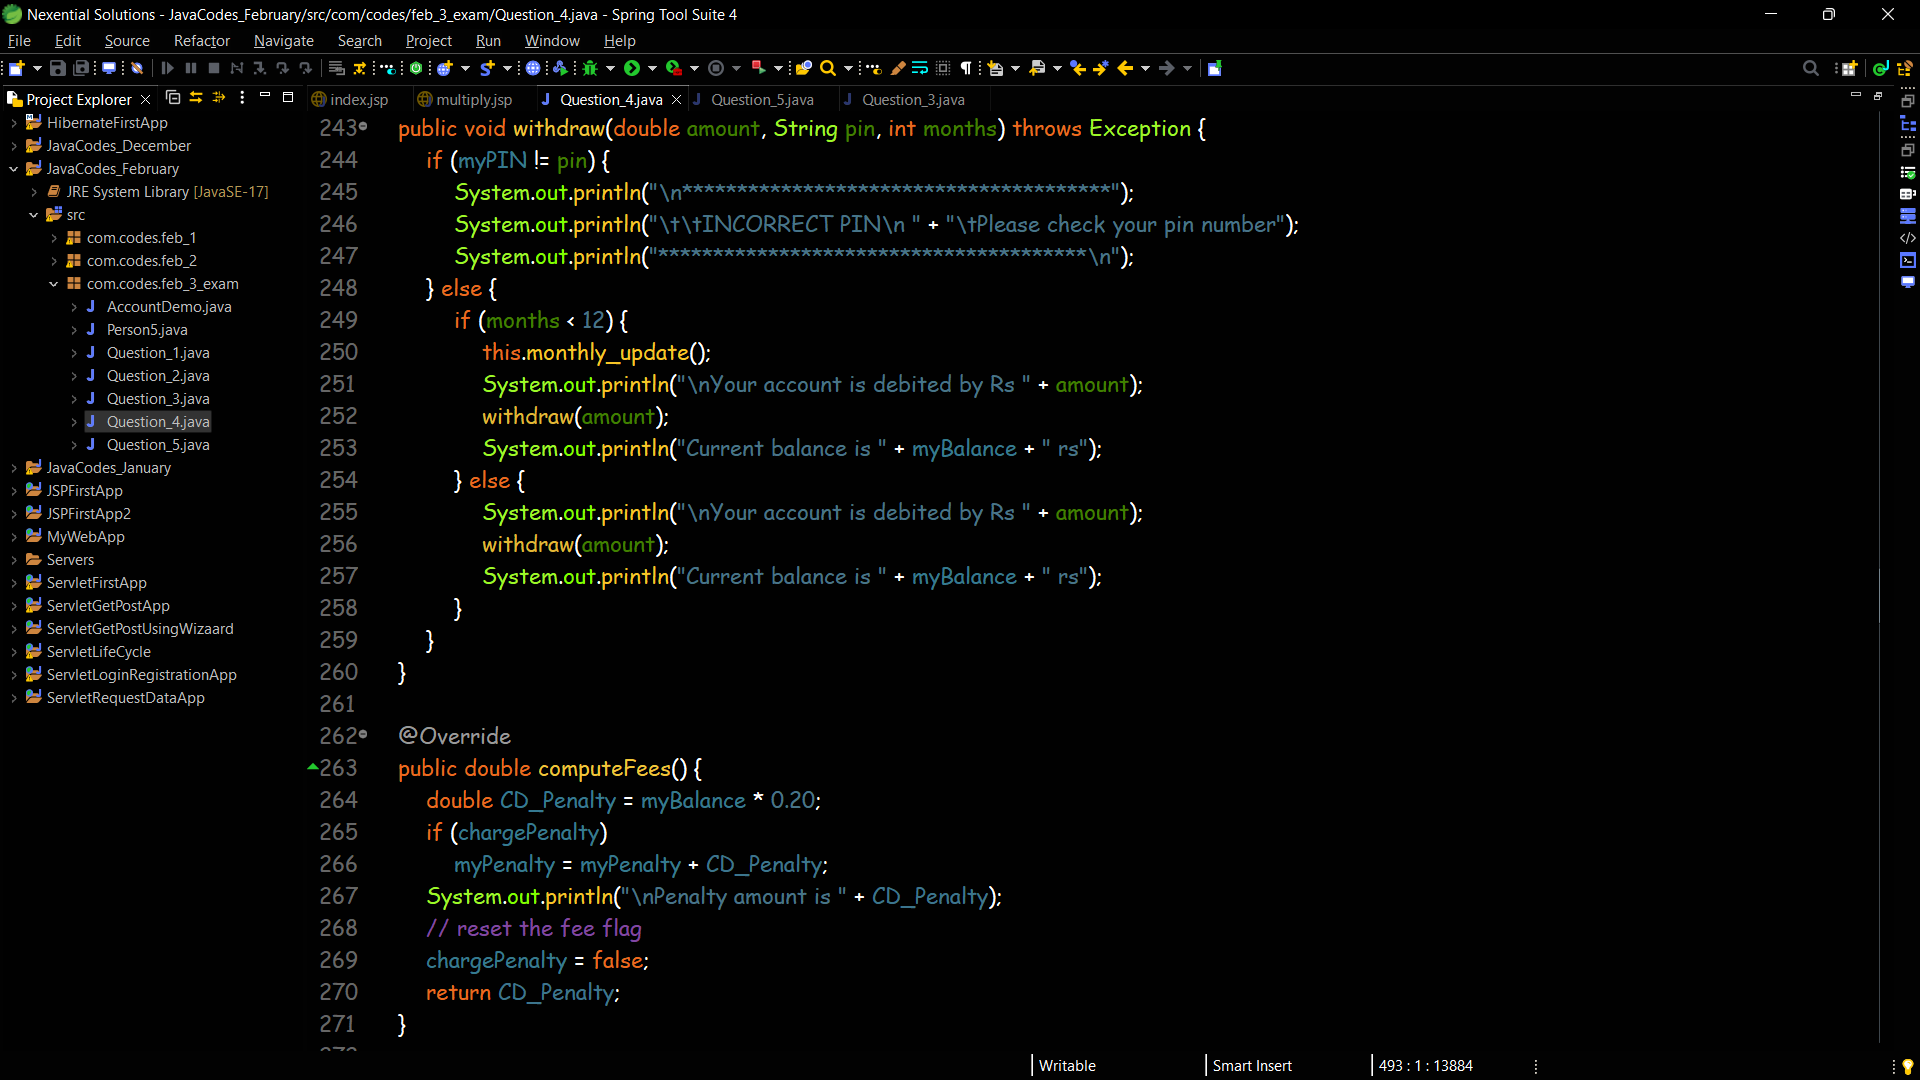 Nexential Solutions - JavaCodes_February/src/com/codes/feb_3_exam/Question_4.java - Spring Tool Suite 4
File Edit Source Refactor Navigate Search Project Run Window Help
Project Explorer
index.jsp multiply.jsp Question_4.java Question_5.java Question_3.java
HibernateFirstApp
JavaCodes_December
JavaCodes_February
JRE System Library [JavaSE-17]
src
com.codes.feb_1
com.codes.feb_2
com.codes.feb_3_exam
AccountDemo.java
Person5.java
Question_1.java
Question_2.java
Question_3.java
Question_4.java
Question_5.java
JavaCodes_January
JSPFirstApp
JSPFirstApp2
MyWebApp
Servers
ServletFirstApp
ServletGetPostApp
ServletGetPostUsingWizaard
ServletLifeCycle
ServletLoginRegistrationApp
ServletRequestDataApp
243 public void withdraw(double amount, String pin, int months) throws Exception {
244 if (myPIN != pin) {
245 System.out.println("\n***************************************");
246 System.out.println("\t\tINCORRECT PIN\n " + "\tPlease check your pin number");
247 System.out.println("***************************************\n");
248 } else {
249 if (months < 12) {
250 this.monthly_update();
251 System.out.println("\nYour account is debited by Rs " + amount);
252 withdraw(amount);
253 System.out.println("Current balance is " + myBalance + " rs");
254 } else {
255 System.out.println("\nYour account is debited by Rs " + amount);
256 withdraw(amount);
257 System.out.println("Current balance is " + myBalance + " rs");
258 }
259 }
260 }
261
262 @Override
263 public double computeFees() {
264 double CD_Penalty = myBalance * 0.20;
265 if (chargePenalty)
266 myPenalty = myPenalty + CD_Penalty;
267 System.out.println("\nPenalty amount is " + CD_Penalty);
268 // reset the fee flag
269 chargePenalty = false;
270 return CD_Penalty;
271 }
Writable Smart Insert 493 : 1 : 13884